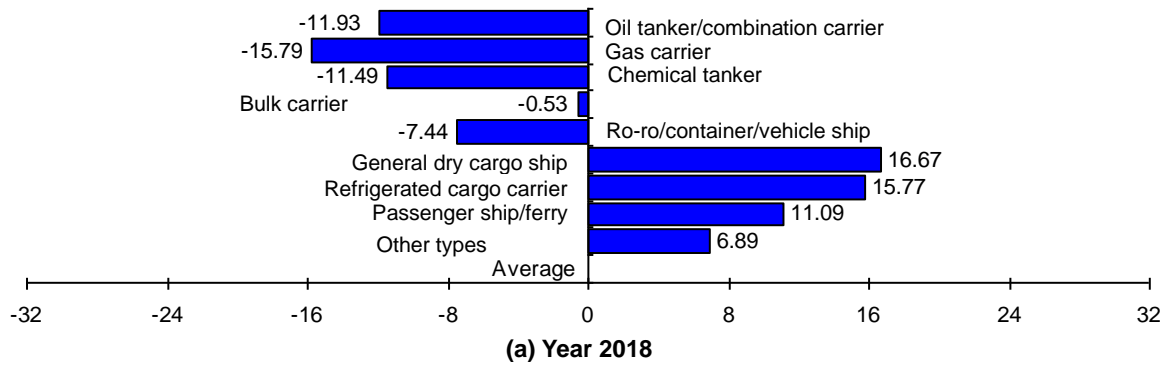 -11.93 Oil tanker/combination carrier
-15.79 Gas carrier
-11.49 Chemical tanker
Bulk carrier -0.53
-7.44 Ro-ro/container/vehicle ship
General dry cargo ship 16.67
Refrigerated cargo carrier 15.77
Passenger ship/ferry 11.09
Other types 6.89
Average
-32 -24 -16 -8 0 8 16 24 32
(a) Year 2018